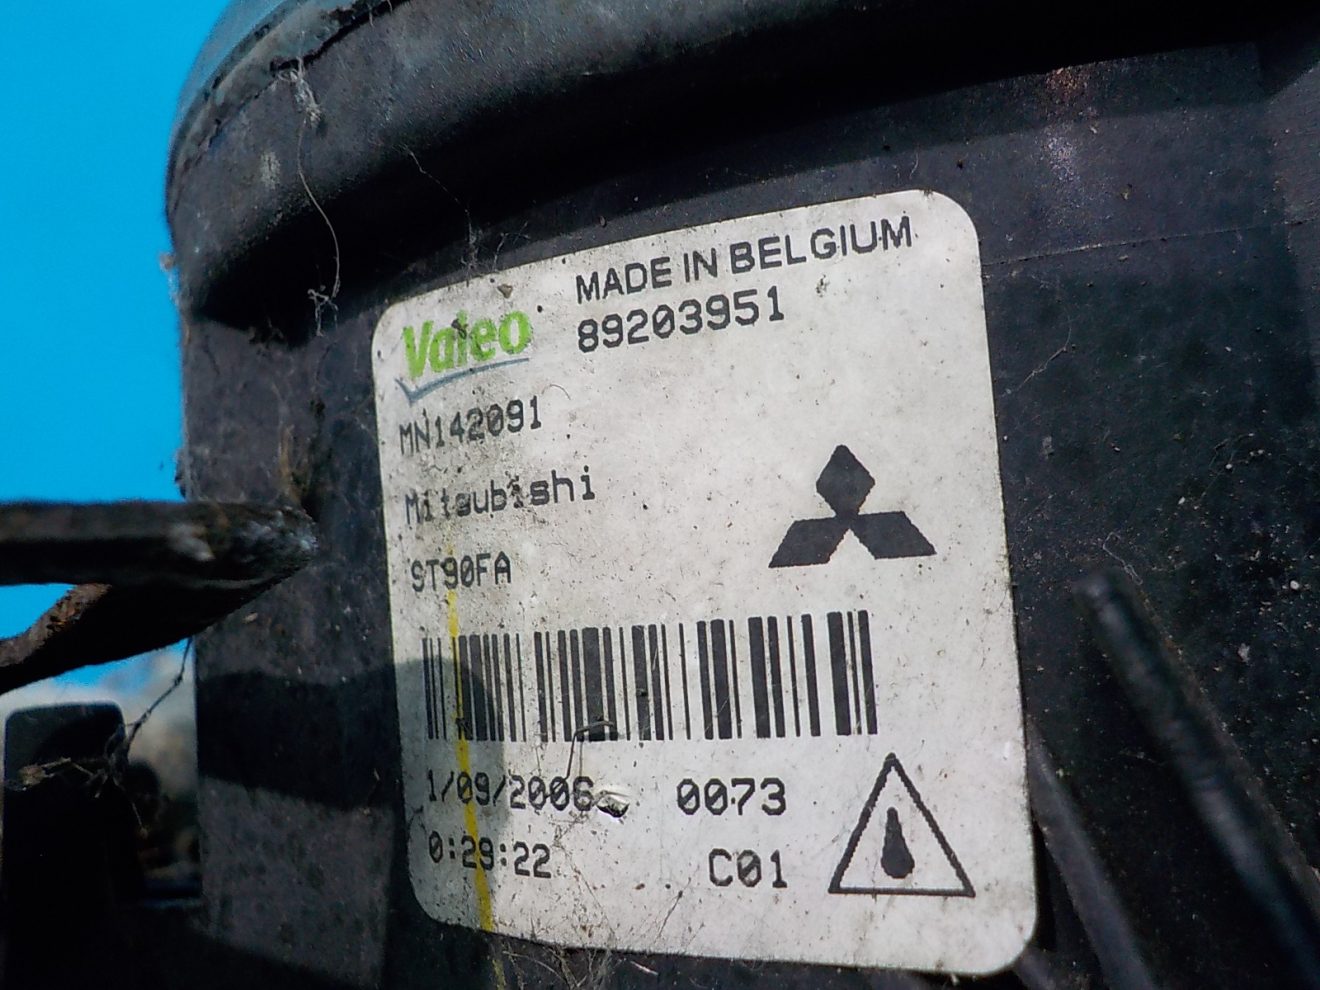 MADE IN BELGIUM
Valeo 89203951
MN142091
Mitsubishi
ST90FA
1/09/2006 0073
0:29:22 C01